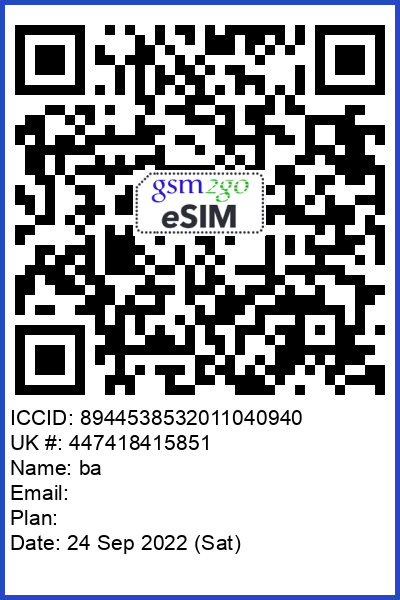 gsm2go
eSIM
ICCID: 8944538532011040940
UK #: 447418415851
Name: ba
Email:
Plan:
Date: 24 Sep 2022 (Sat)